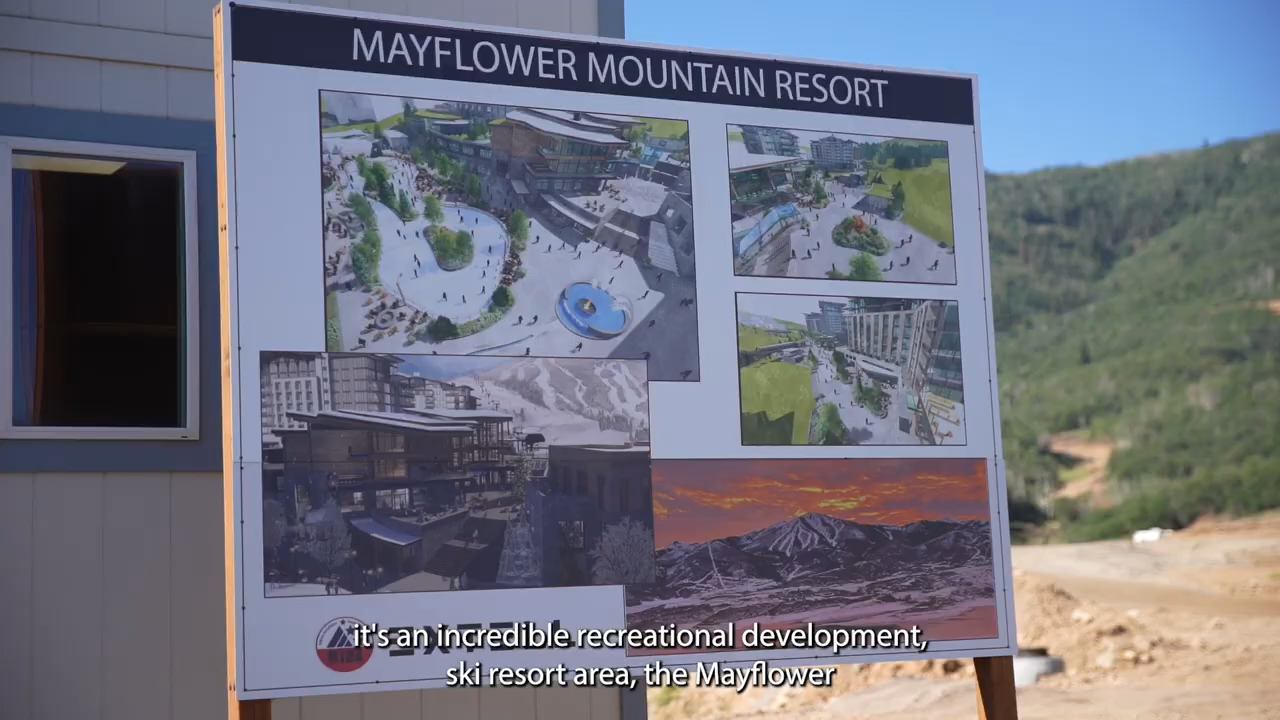 MAYFLOWER MOUNTAIN RESORT
it's an incredible recreational development,
ski resort area, the Mayflower